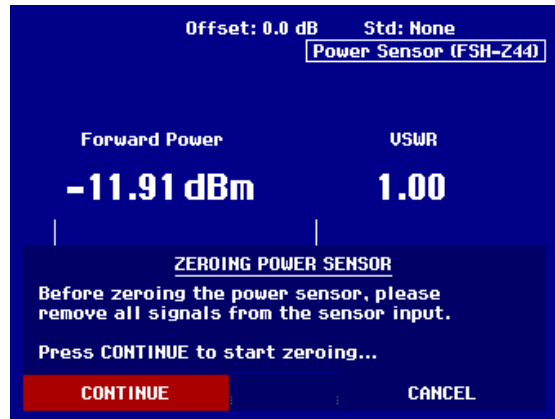 Offset: 0.0 dB Std: None
Power Sensor (FSH-Z44)
Forward Power VSWR
-11.91 dBm 1.00
ZEROING POWER SENSOR
Before zeroing the power sensor, please
remove all signals from the sensor input.
Press CONTINUE to start zeroing...
CONTINUE CANCEL